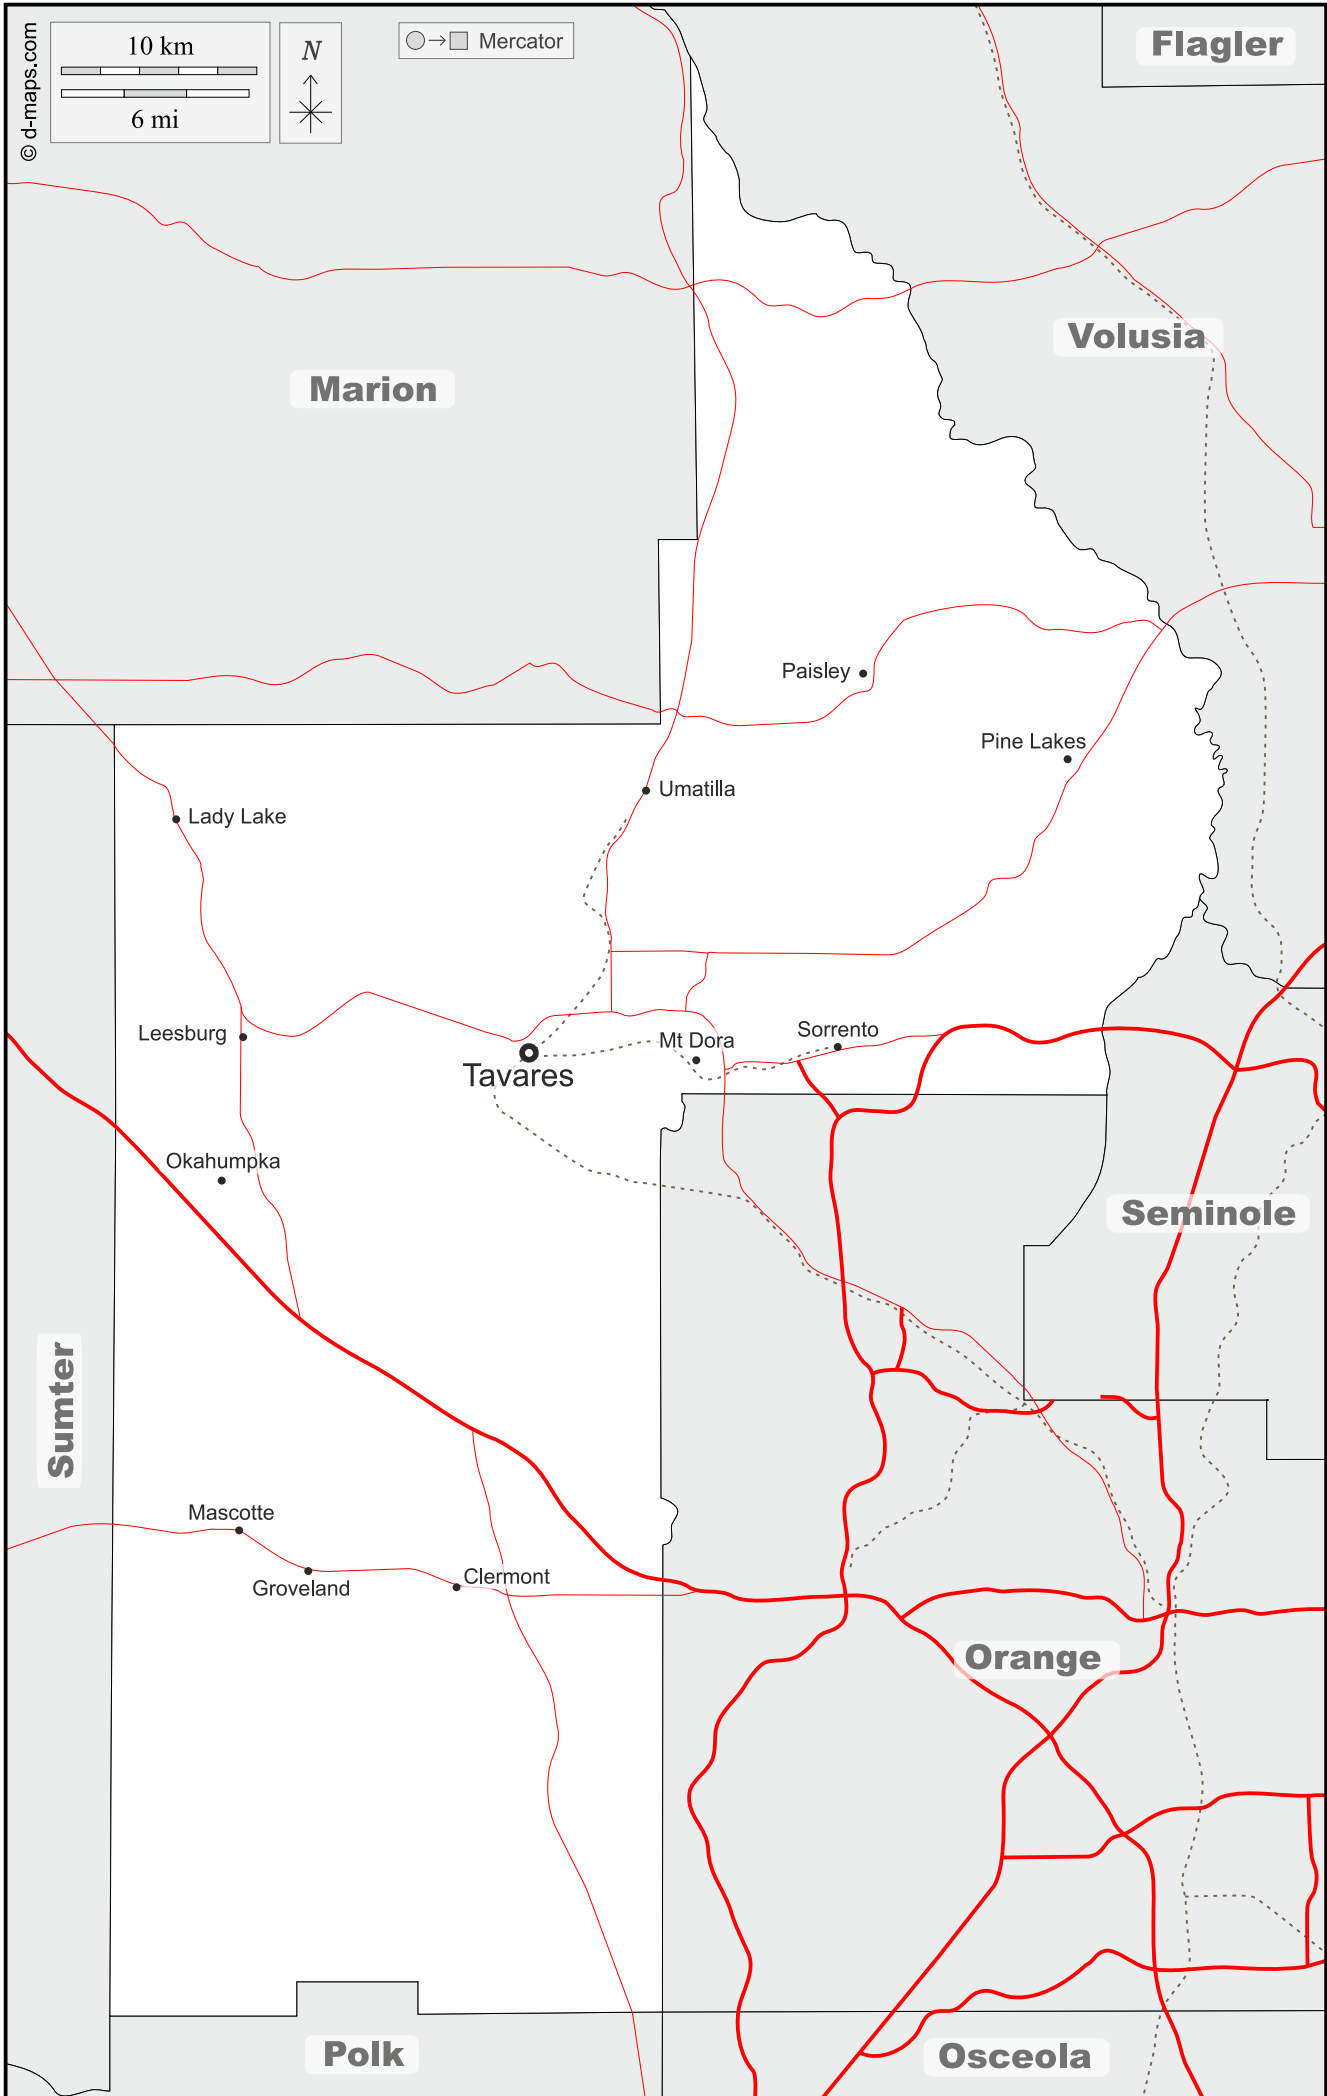 © d-maps.com
10 km
6 mi
N
Mercator
Flagler
Volusia
Marion
Paisley
Pine Lakes
Umatilla
Lady Lake
Leesburg
Mt Dora
Sorrento
Tavares
Okahumpka
Seminole
Sumter
Mascotte
Groveland
Clermont
Orange
Polk
Osceola